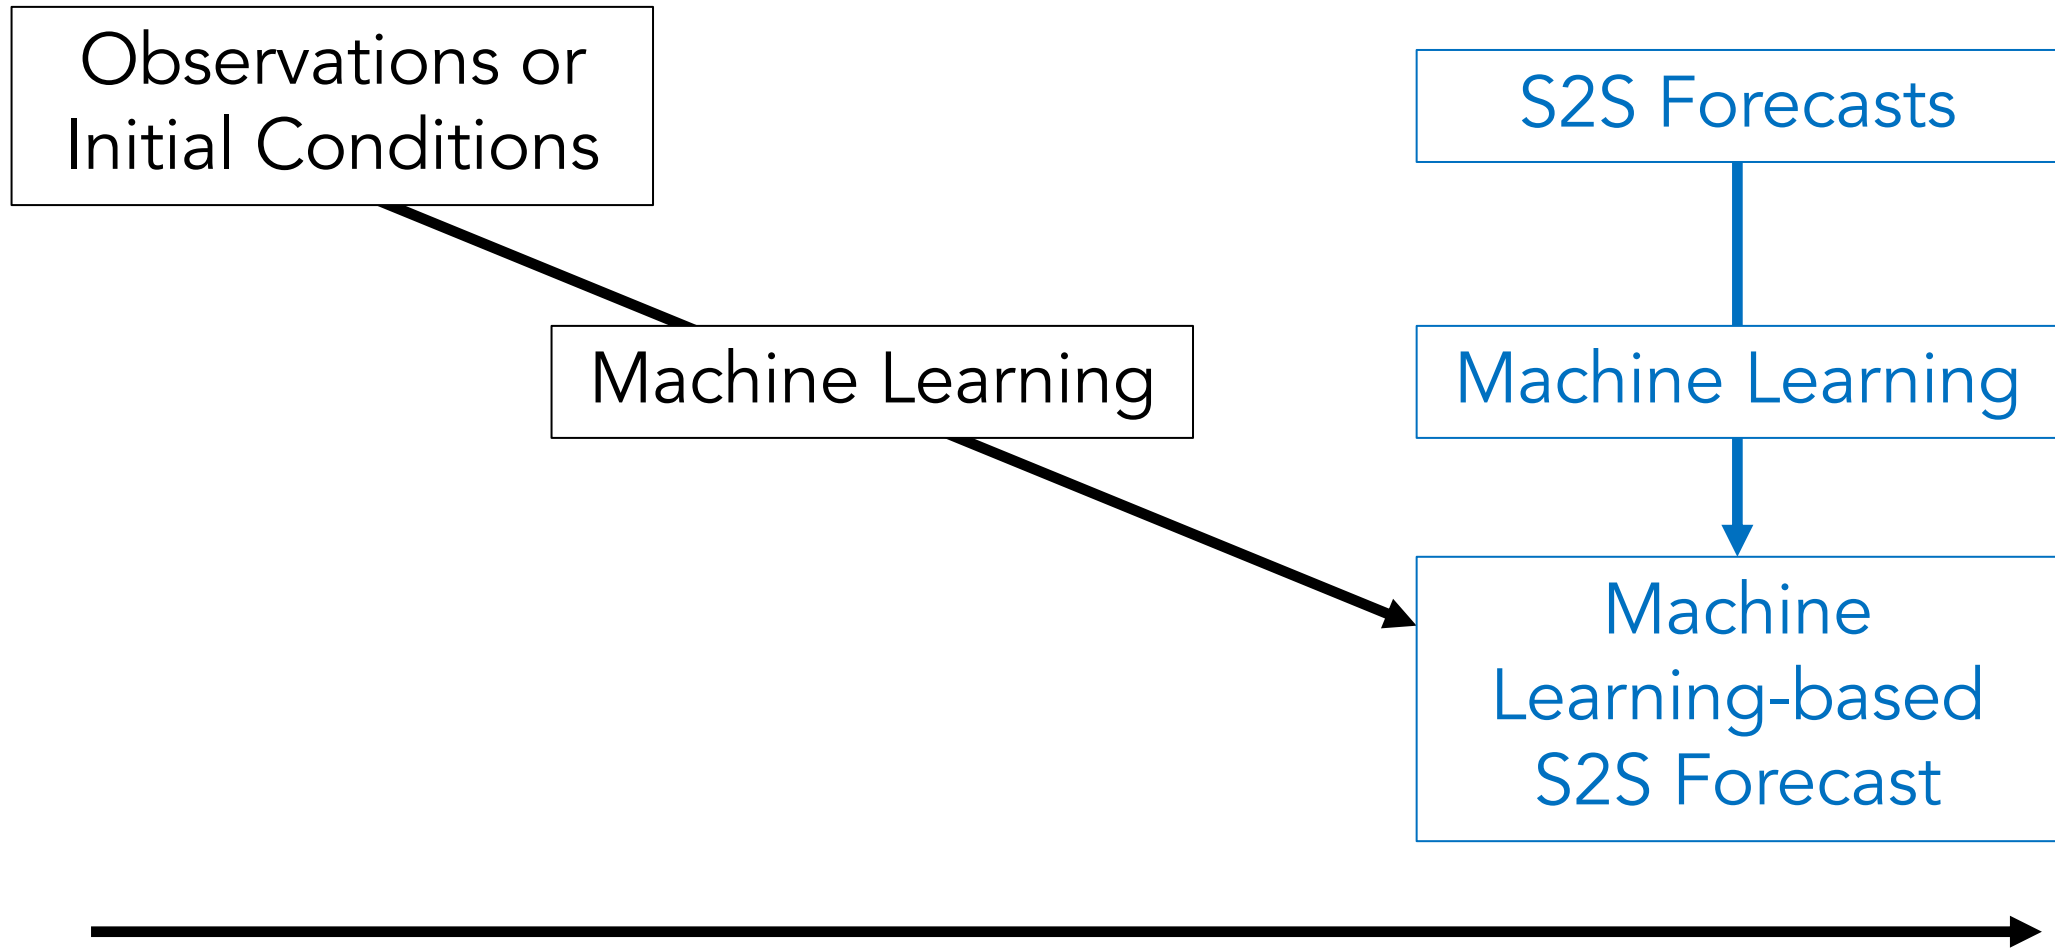 Observations or
Initial Conditions
S2S Forecasts
Machine Learning
Machine Learning
Machine
Learning-based
S2S Forecast